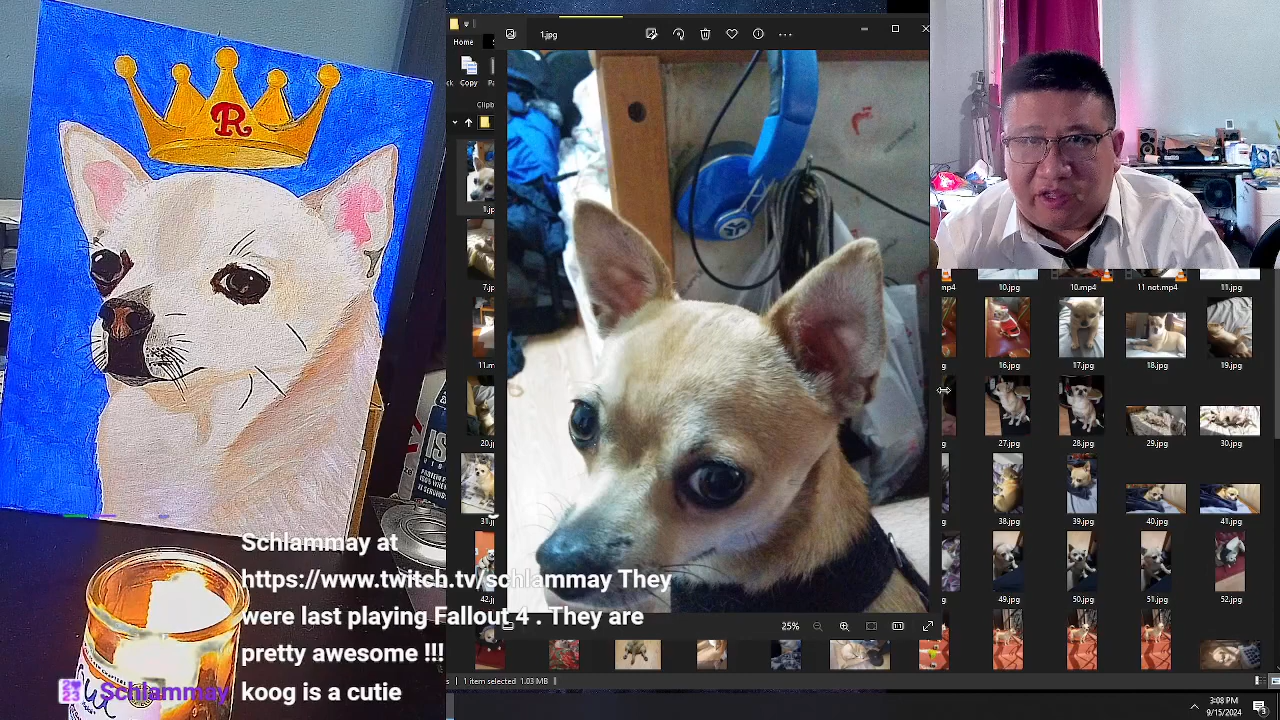 1.jpg
Home
Copy
Clipb
R
mp4
10.jpg
10.mp4
11 not.mp4
11.jpg
16.jpg
17.jpg
18.jpg
19.jpg
27.jpg
28.jpg
29.jpg
30.jpg
38.jpg
39.jpg
40.jpg
41.jpg
49.jpg
50.jpg
51.jpg
52.jpg
Schlammay at
https://www.twitch.tv/schlammay They
were last playing Fallout 4 . They are
pretty awesome !!!
Schlammay koog is a cutie
25%
1 item selected 1.03 MB
3:08 PM
9/15/2024